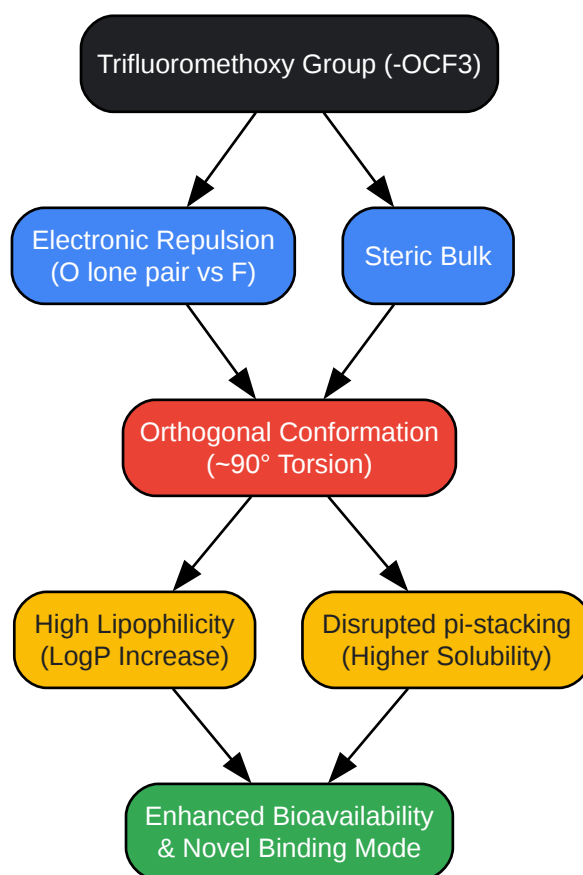 Trifluoromethoxy Group (-OCF3)
Electronic Repulsion
(O lone pair vs F)
Steric Bulk
Orthogonal Conformation
(~90° Torsion)
High Lipophilicity
(LogP Increase)
Disrupted pi-stacking
(Higher Solubility)
Enhanced Bioavailability
& Novel Binding Mode